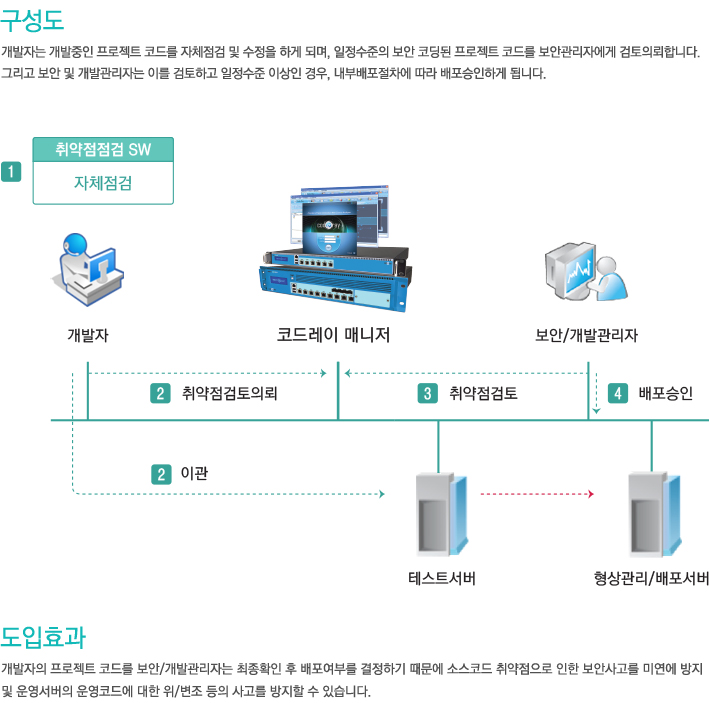 구성도
개발자는 개발중인 프로젝트 코드를 자체점검 및 수정을 하게 되며, 일정수준의 보안 코딩된 프로젝트 코드를 보안관리자에게 검토의뢰합니다.
그리고 보안 및 개발관리자는 이를 검토하고 일정수준 이상인 경우, 내부배포절차에 따라 배포승인하게 됩니다.
취약점점검 SW
1
자체점검
개발자
코드레이 매니저
보안/개발관리자
2 취약점검토의뢰
3 취약점검토
4 배포승인
2 이관
테스트서버
형상관리/배포서버
도입효과
개발자의 프로젝트 코드를 보안/개발관리자는 최종확인 후 배포여부를 결정하기 때문에 소스코드 취약점으로 인한 보안사고를 미연에 방지
및 운영서버의 운영코드에 대한 위/변조 등의 사고를 방지할 수 있습니다.